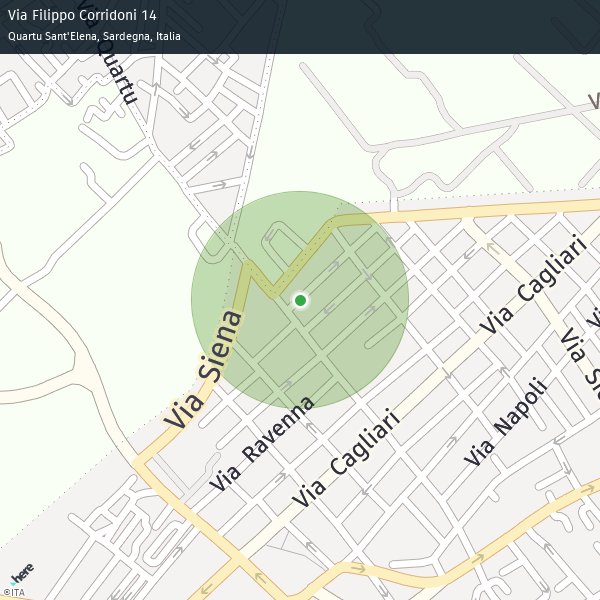 Via Filippo Corridoni 14
Quartu Sant'Elena, Sardegna, Italia
Quartu
V
Via Cagliari
Via Siena
Via Si
Via Napoli
Via Ravenna
Via Cagliari
here
©ITA